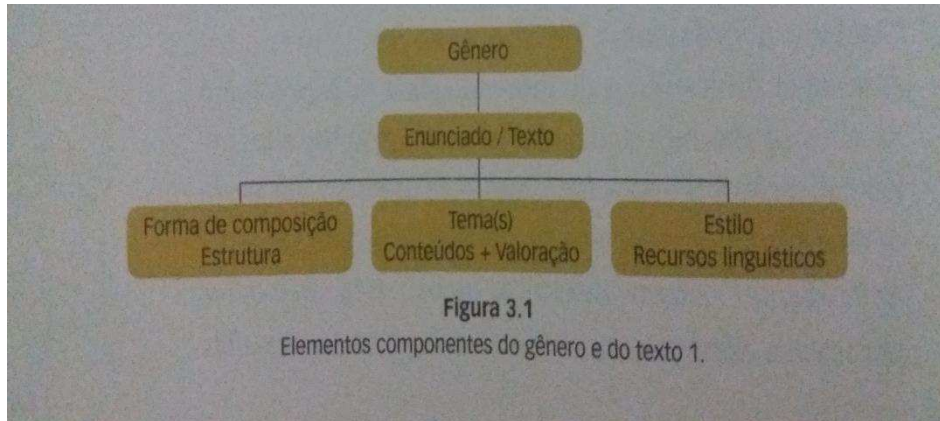 Gênero
Enunciado / Texto
Forma de composição
Estrutura
Tema(s)
Conteúdos + Valoração
Estilo
Recursos linguísticos
Figura 3.1
Elementos componentes do gênero e do texto 1.